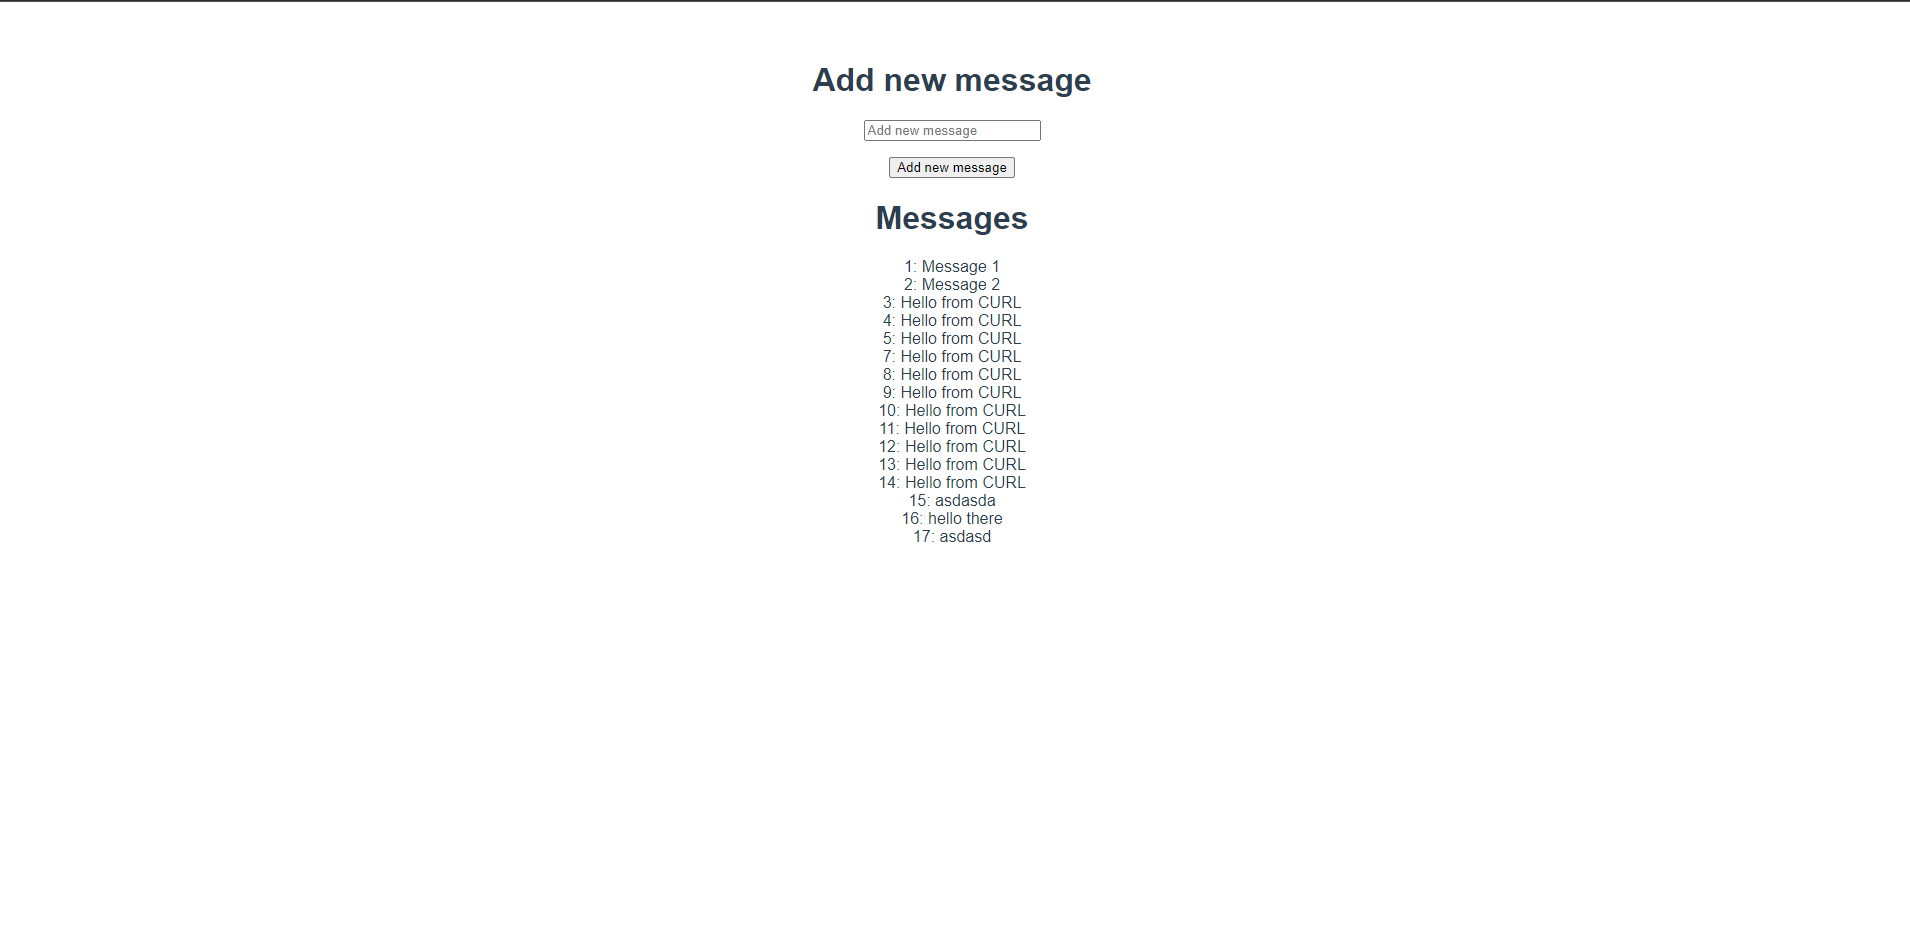 Add new message
Add new message
Add new message
Messages
1: Message 1
2: Message 2
3: Hello from CURL
4: Hello from CURL
5: Hello from CURL
7: Hello from CURL
8: Hello from CURL
9: Hello from CURL
10: Hello from CURL
11: Hello from CURL
12: Hello from CURL
13: Hello from CURL
14: Hello from CURL
15: asdasda
16: hello there
17: asdasd